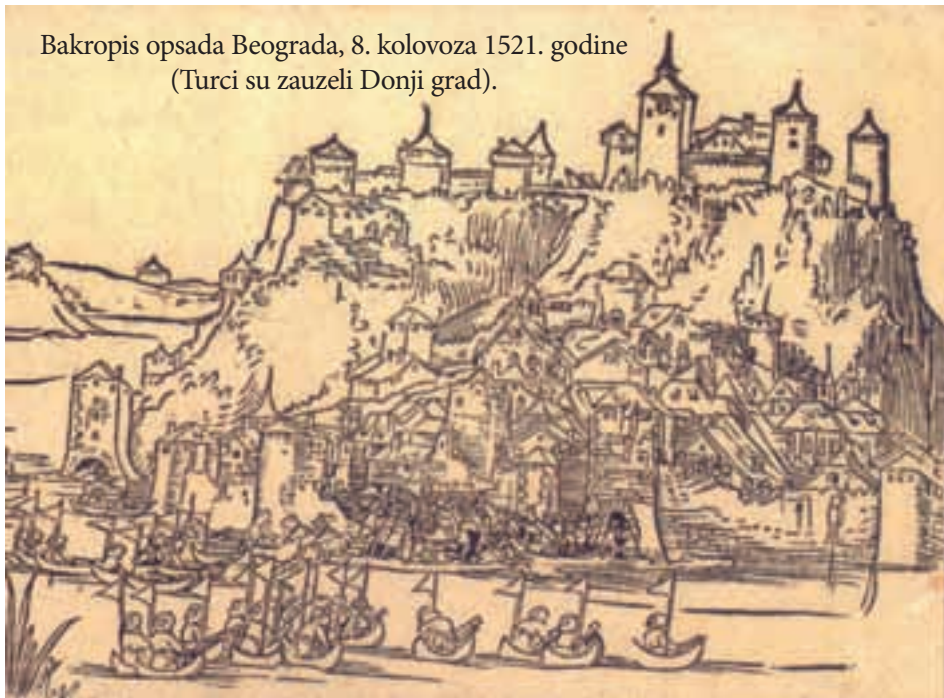 Bakropis opsada Beograda, 8. kolovoza 1521. godine
(Turci su zauzeli Donji grad).